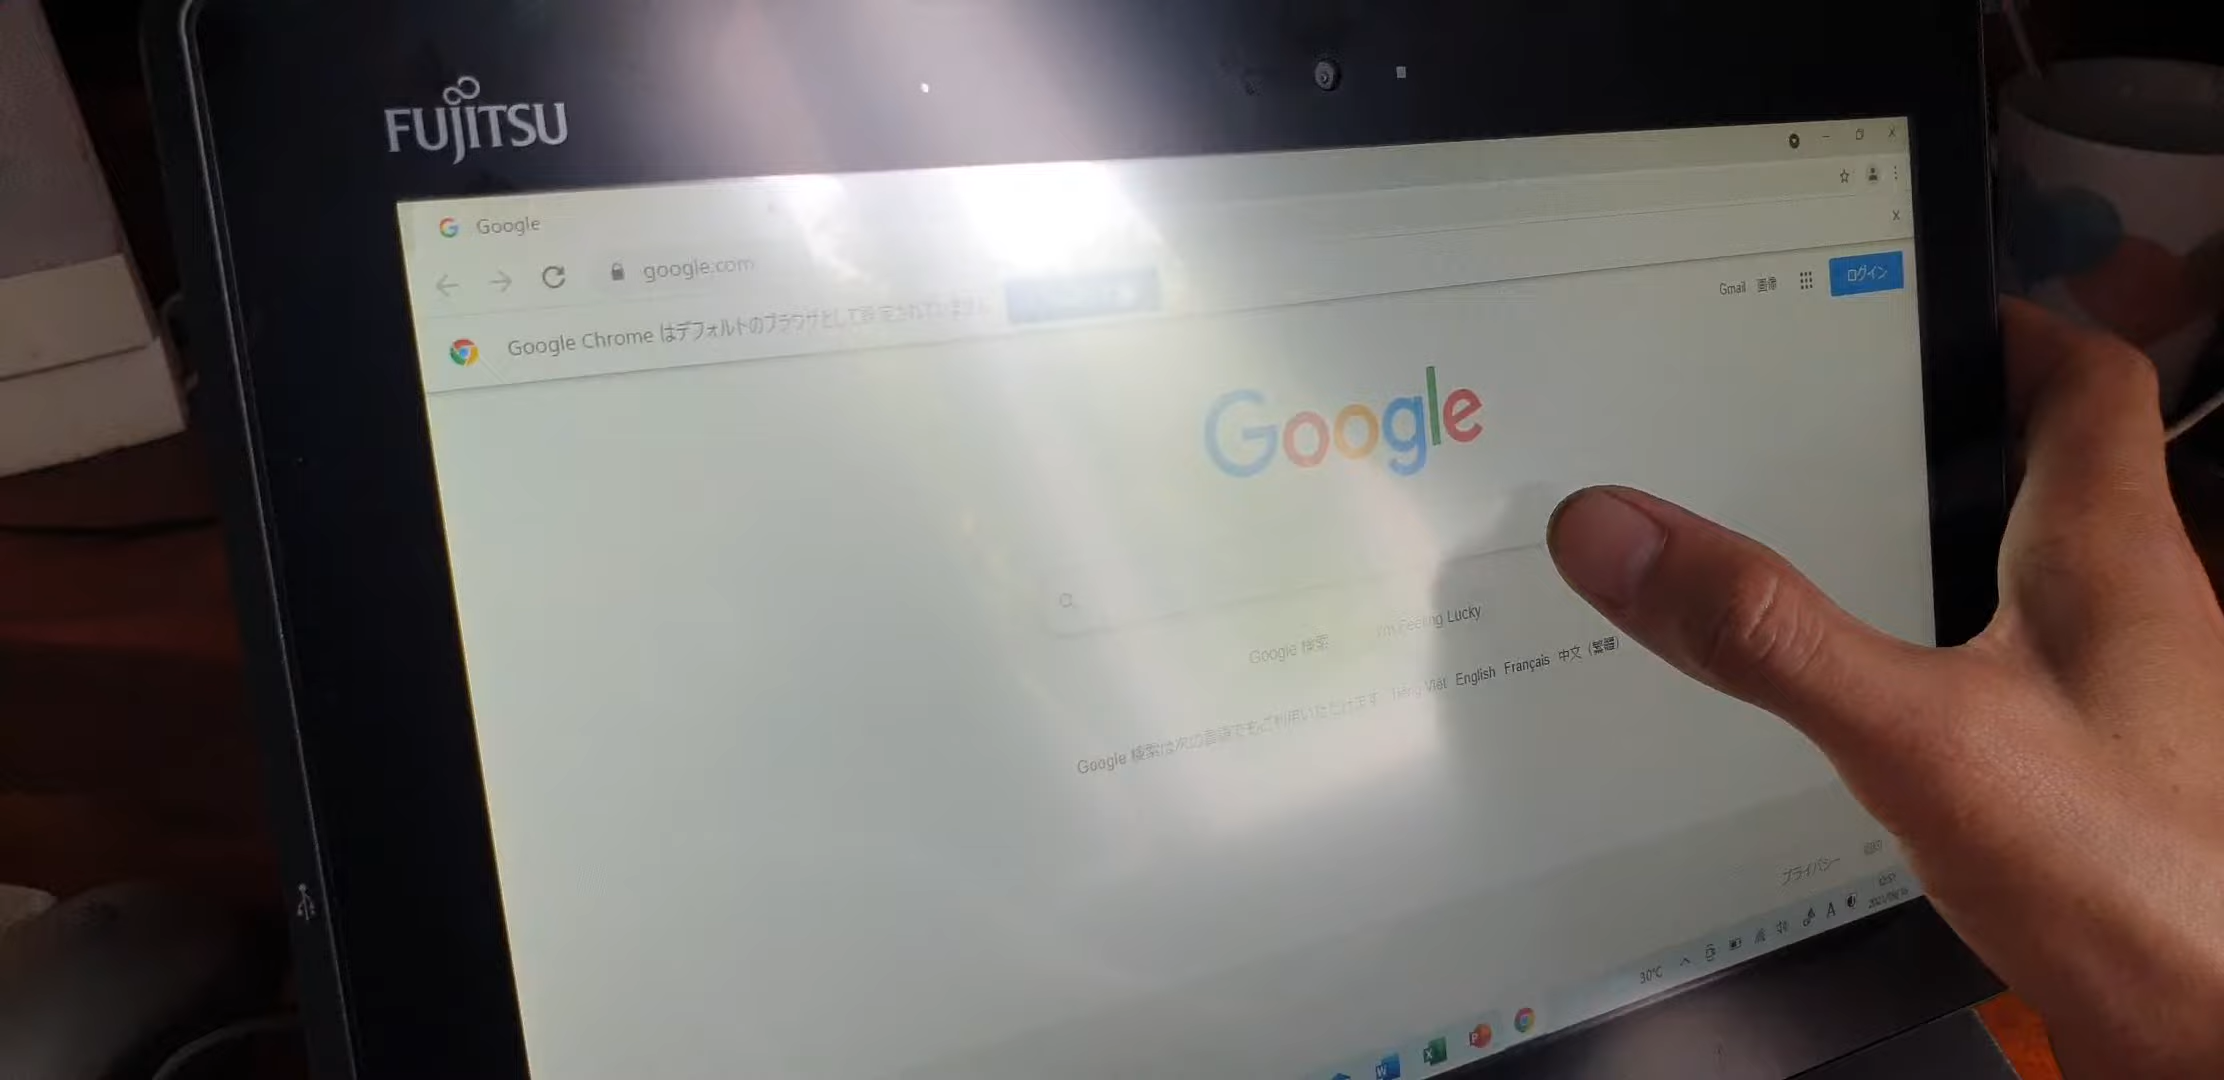 FUJITSU
Google
google.com
Google Chrome はデフォルトのブラウザとして設定されていません
Gmail 画像 ログイン
Google
Google 検索 I'm Feeling Lucky
Google 検索は次の言語でもご利用いただけます Tiếng Việt English Français 中文 (繁體)
プライバシー
30°C A